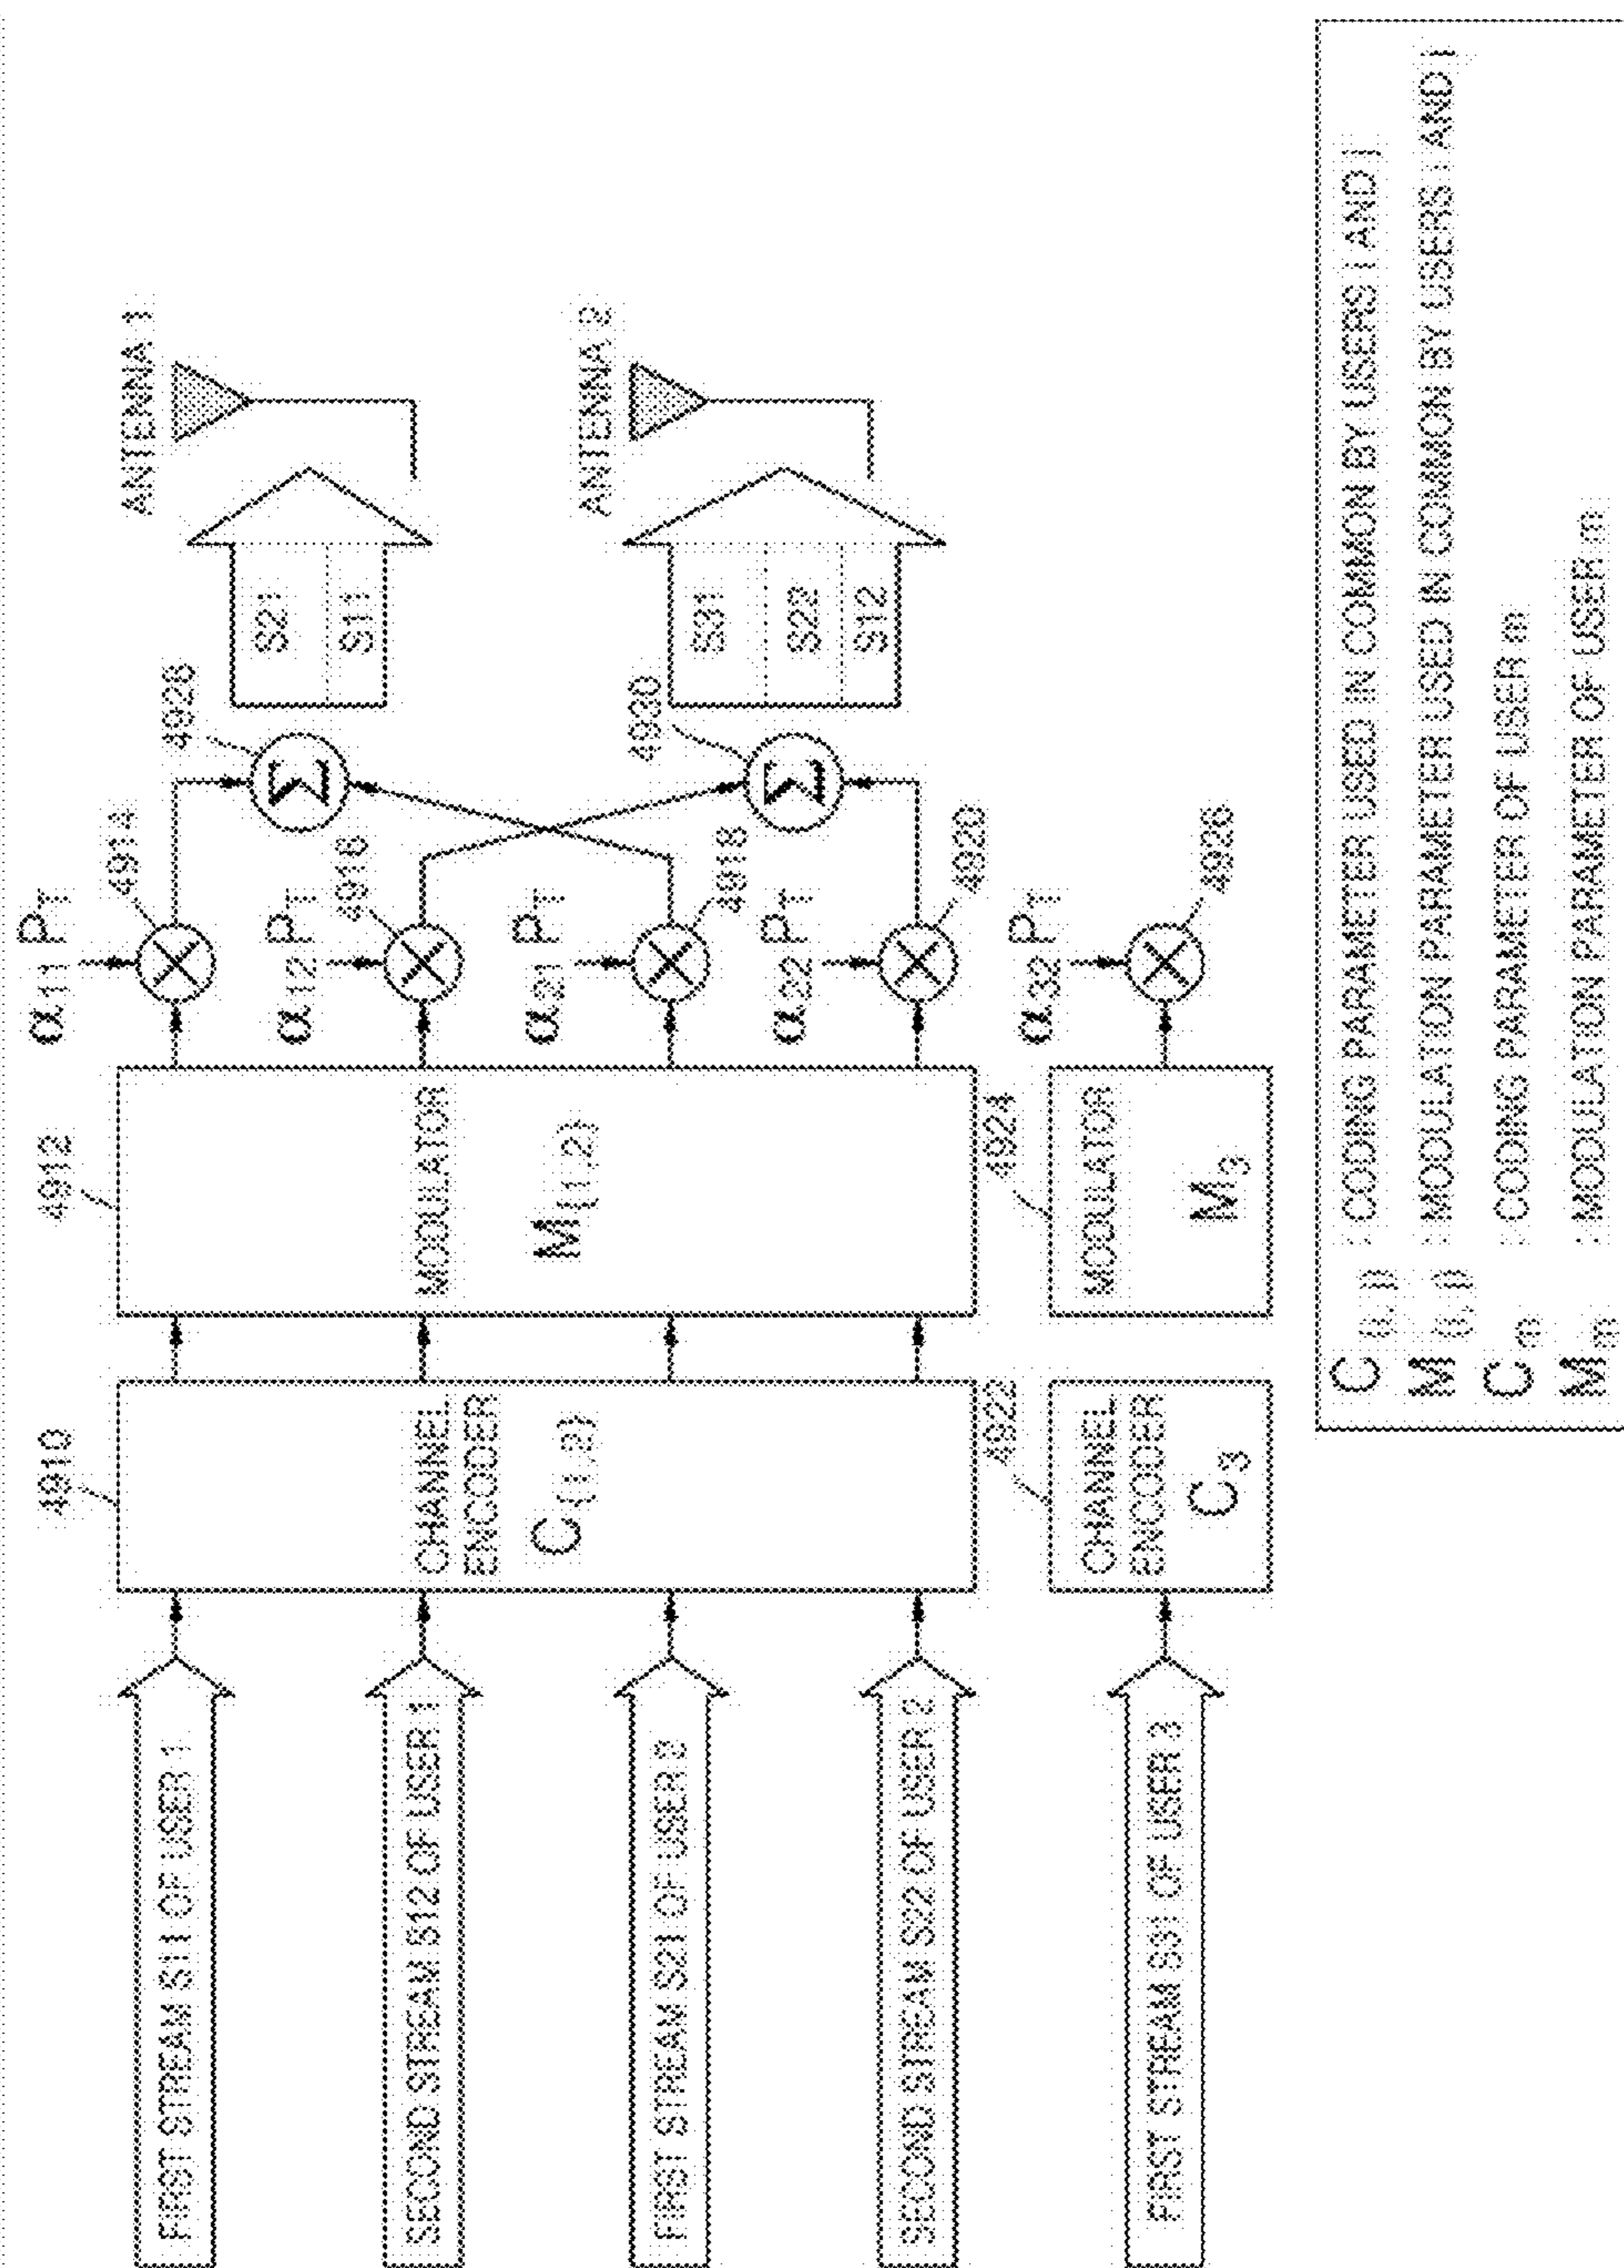 FIRST STREAM S11 OF USER 1
SECOND STREAM S12 OF USER 1
FIRST STREAM S21 OF USER 2
SECOND STREAM S22 OF USER 2
FIRST STREAM S31 OF USER 3
4910
CHANNEL
ENCODER
C(1,2)
4922
CHANNEL
ENCODER
C3
4912
MODULATOR
M(1,2)
4924
MODULATOR
M3
α11 PT
4914
α12 PT
4916
α21 PT
4918
α22 PT
4920
α32 PT
4926
4928
Σ
4930
Σ
S21
S11
S31
S22
S12
ANTENNA 1
ANTENNA 2
C(i,j) : CODING PARAMETER USED IN COMMON BY USERS i AND j
M(i,j) : MODULATION PARAMETER USED IN COMMON BY USERS i AND j
Cm : CODING PARAMETER OF USER m
Mm : MODULATION PARAMETER OF USER m